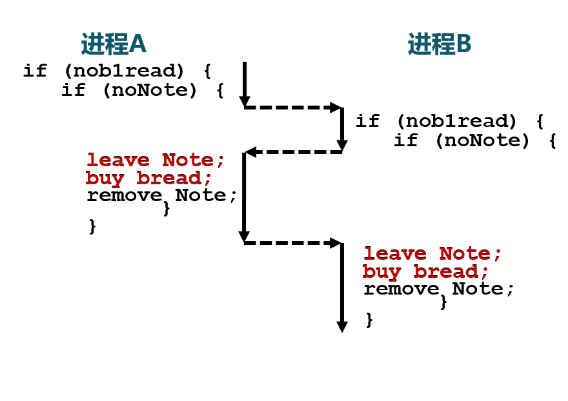 进程A
if (nob1read) {
if (noNote) {
leave Note;
buy bread;
remove Note;
}
}
进程B
if (nob1read) {
if (noNote) {
leave Note;
buy bread;
remove Note;
}
}